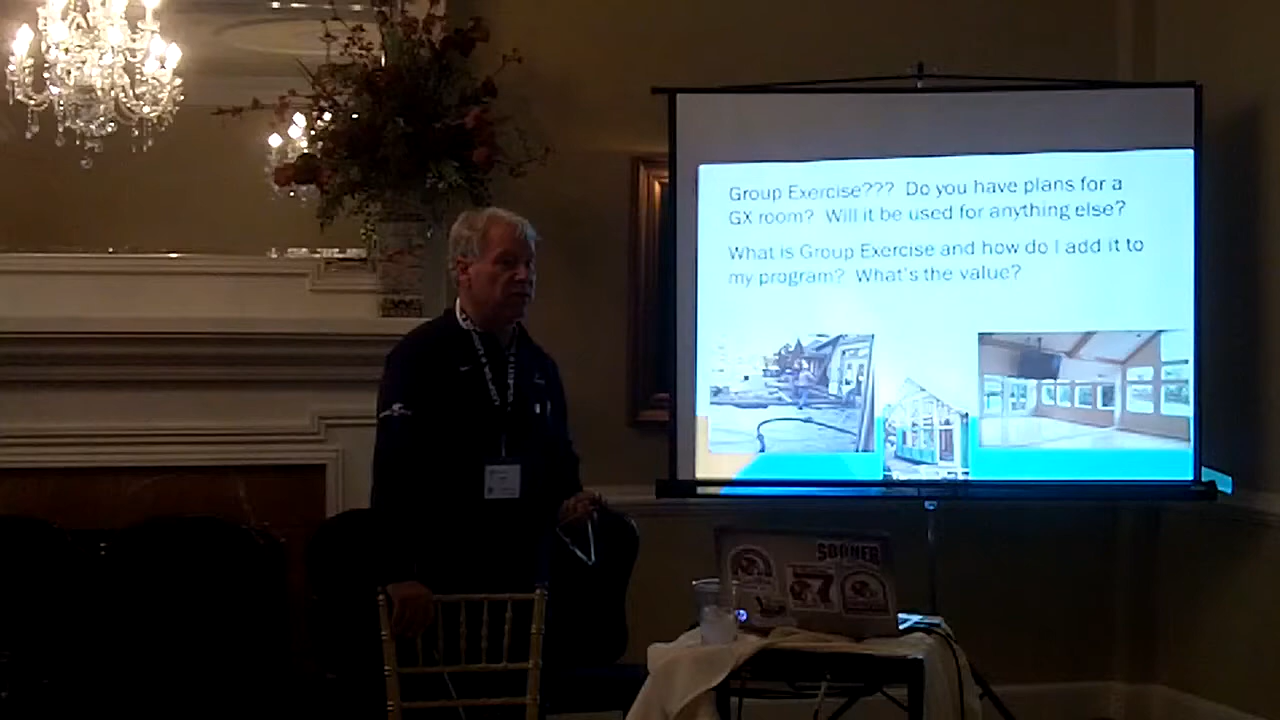 Group Exercise??? Do you have plans for a
GX room? Will it be used for anything else?
What is Group Exercise and how do I add it to
my program? What's the value?
SOONER